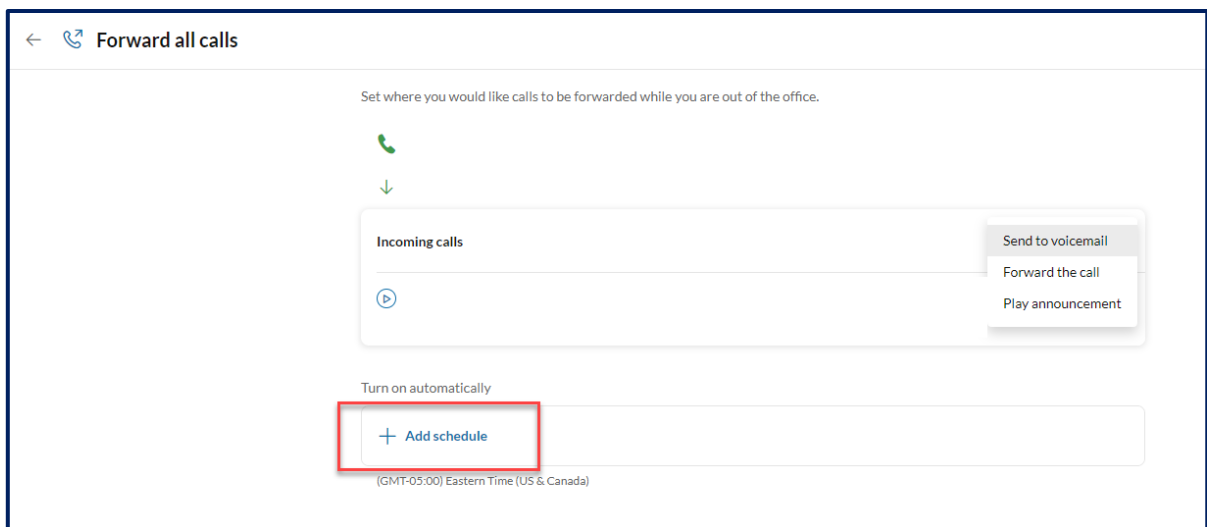 Forward all calls
Set where you would like calls to be forwarded while you are out of the office.
Incoming calls
Send to voicemail
Forward the call
Play announcement
Turn on automatically
+ Add schedule
(GMT-05:00) Eastern Time (US & Canada)